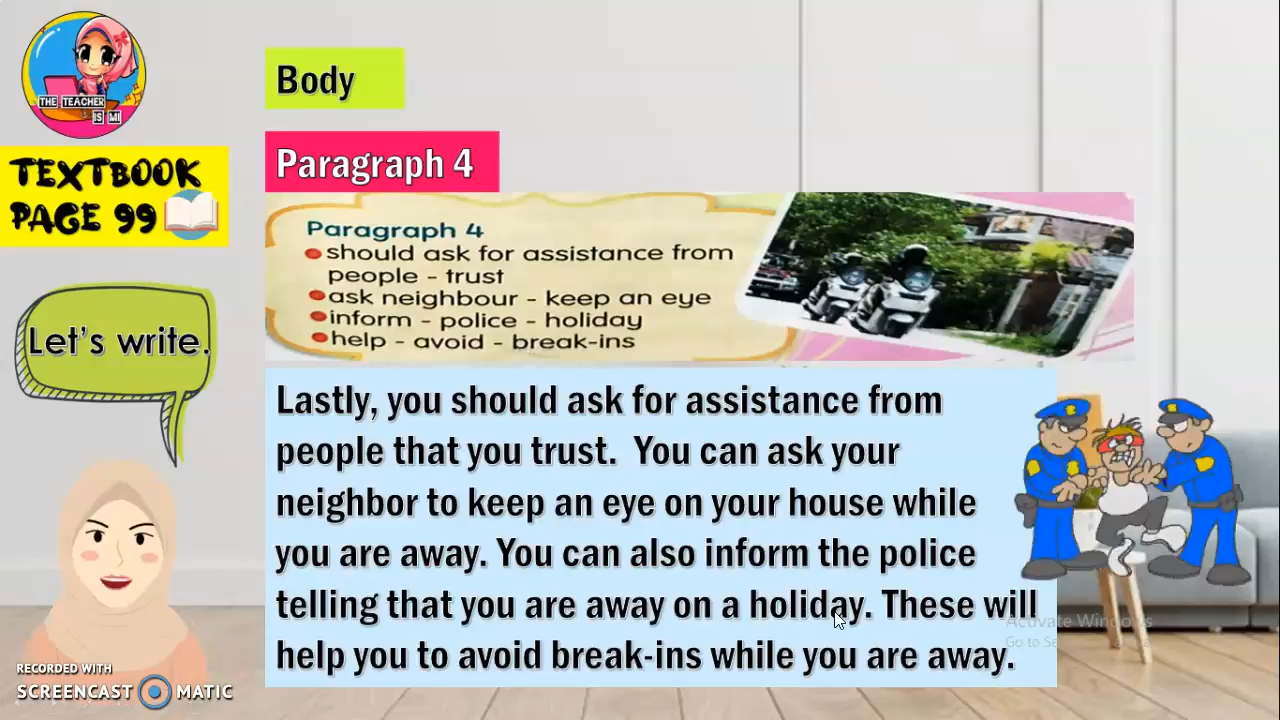 THE TEACHER
IS MI
TEXTBOOK
PAGE 99
Let's write.
Body
Paragraph 4
Paragraph 4
should ask for assistance from
people - trust
ask neighbour - keep an eye
inform - police - holiday
help - avoid - break-ins
Lastly, you should ask for assistance from
people that you trust. You can ask your
neighbor to keep an eye on your house while
you are away. You can also inform the police
telling that you are away on a holiday. These will
help you to avoid break-ins while you are away.
Activate Windows
Go to Se
RECORDED WITH
SCREENCAST MATIC